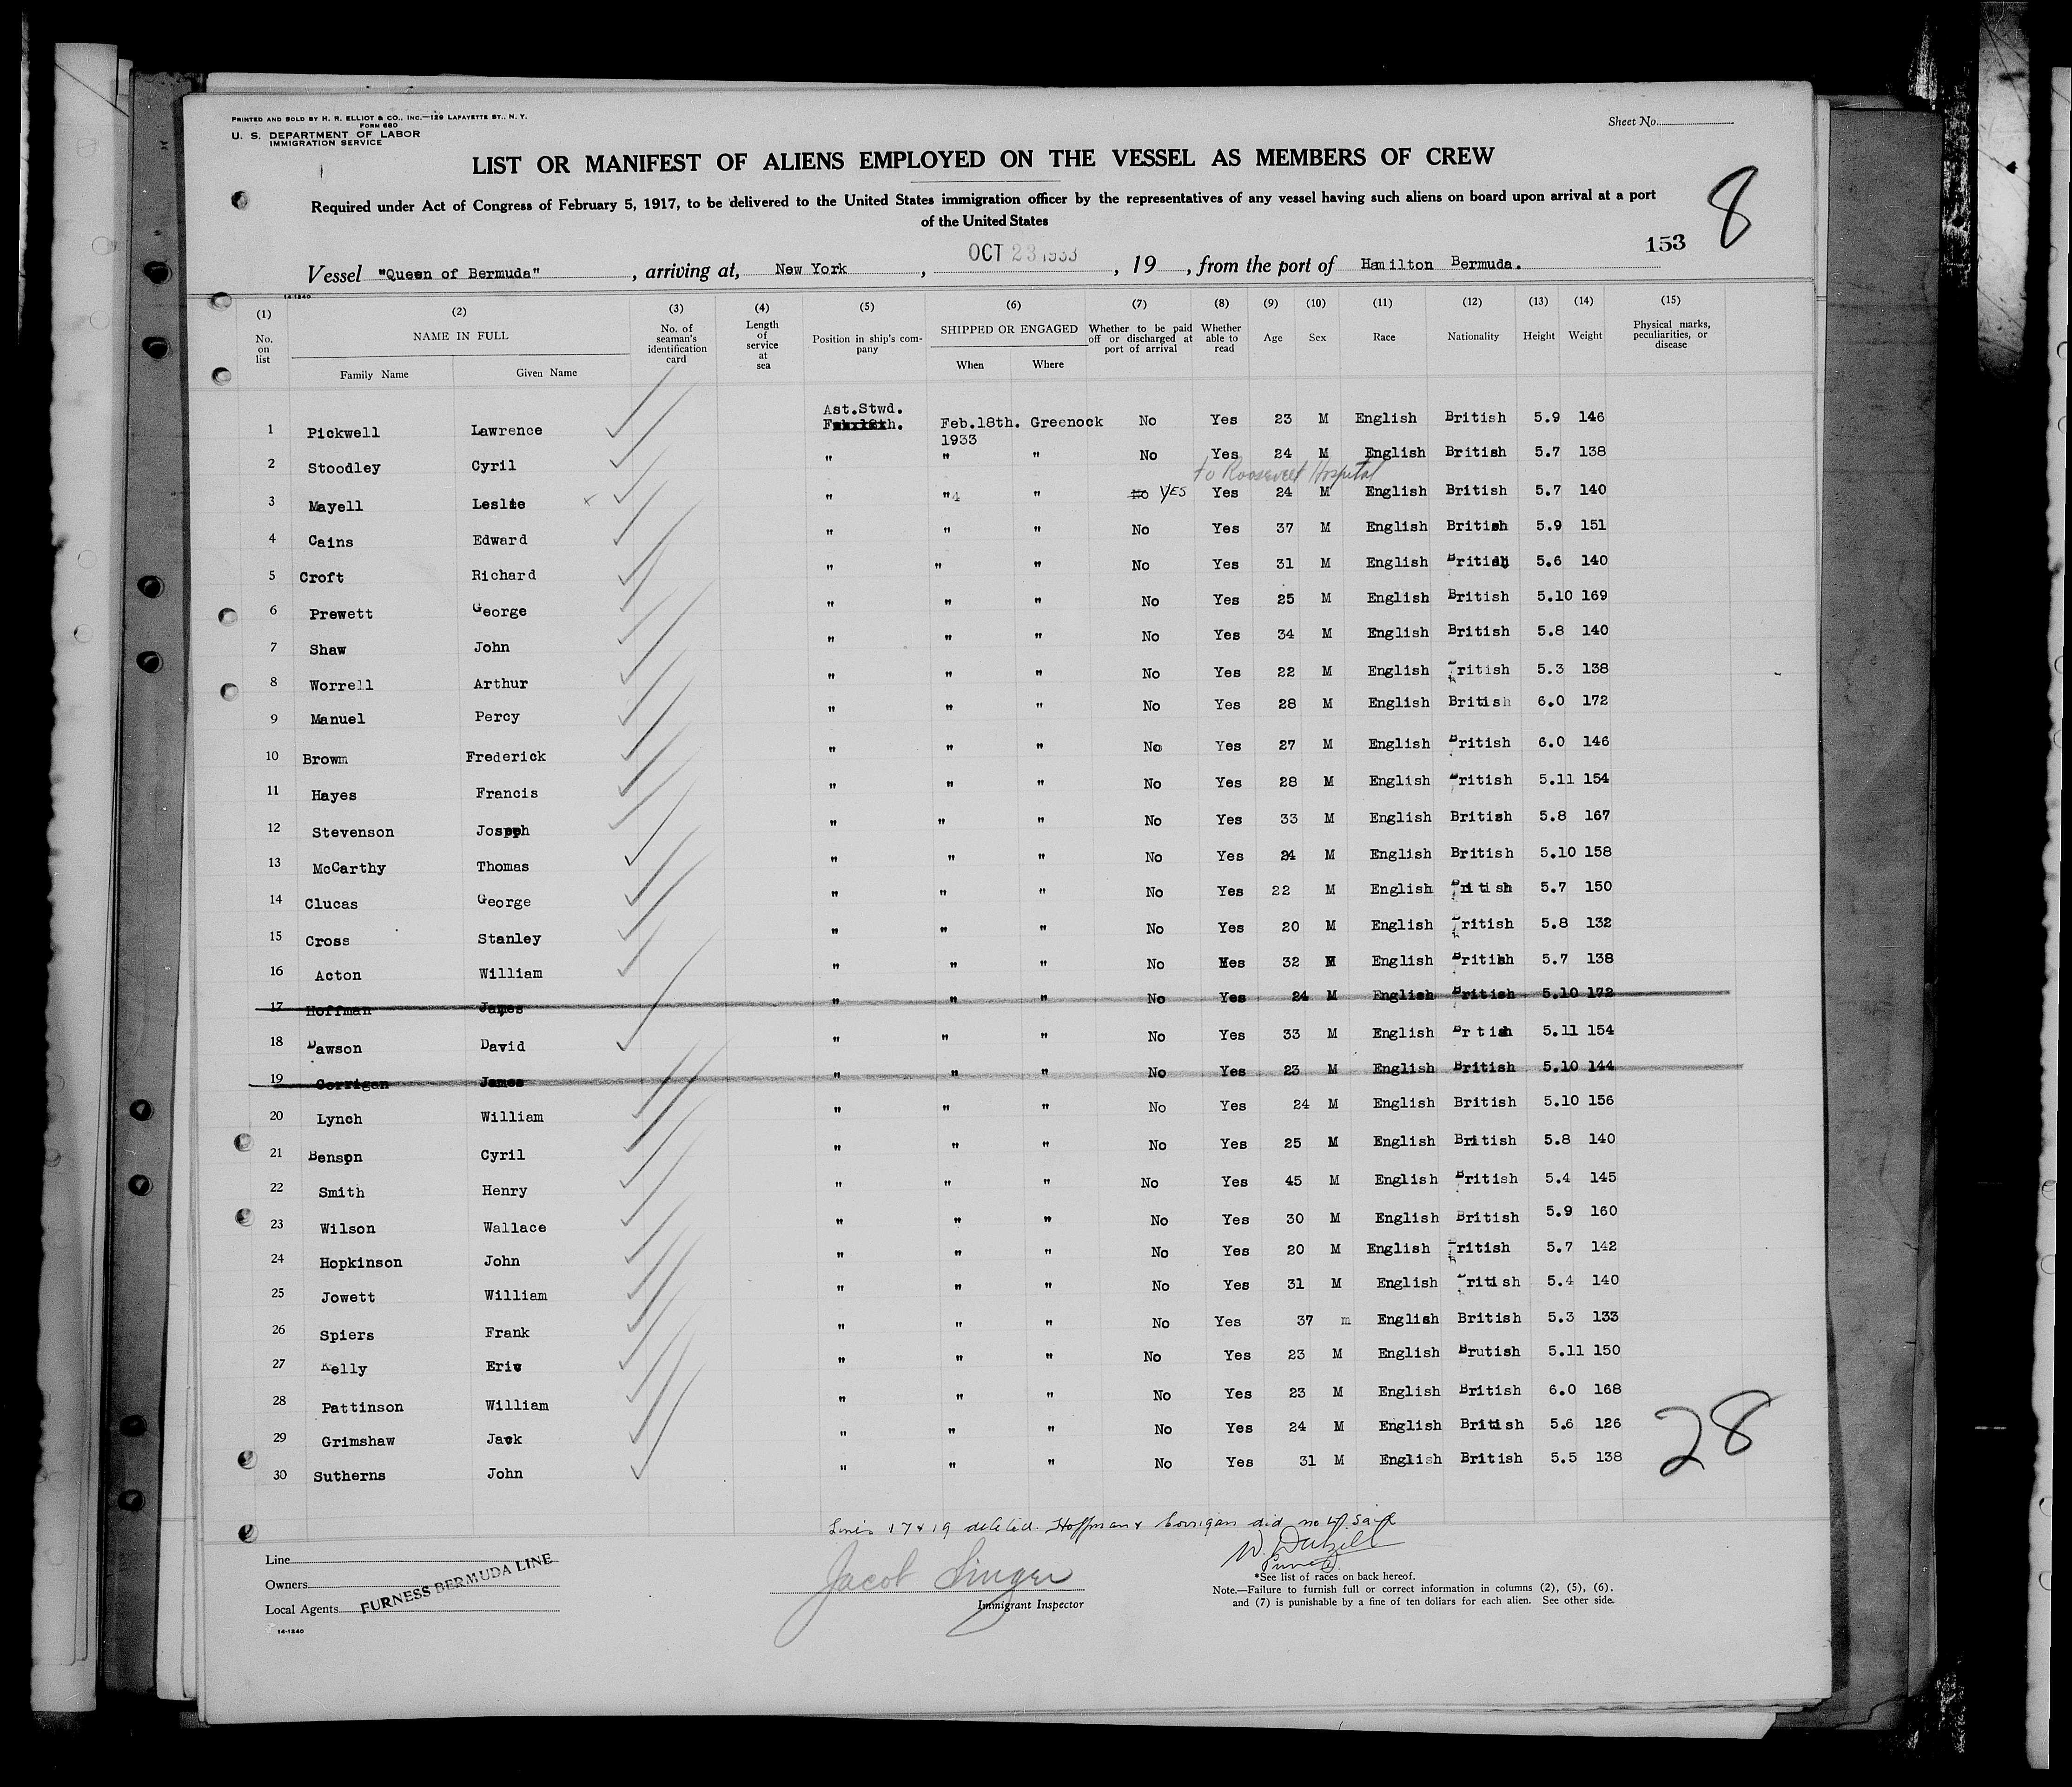 PRINTED AND SOLD BY H. R. ELLIOT & CO., INC.—129 LAFAYETTE ST., N. Y.
FORM 680
U. S. DEPARTMENT OF LABOR
IMMIGRATION SERVICE
Sheet No.
LIST OR MANIFEST OF ALIENS EMPLOYED ON THE VESSEL AS MEMBERS OF CREW
8
Required under Act of Congress of February 5, 1917, to be delivered to the United States immigration officer by the representatives of any vessel having such aliens on board upon arrival at a port
of the United States
153
Vessel "Queen of Bermuda" , arriving at, New York , OCT 23 1933 , 19 , from the port of Hamilton Bermuda.
14-1240
(1) (2) (3) (4) (5) (6) (7) (8) (9) (10) (11) (12) (13) (14) (15)
No. on list NAME IN FULL Family Name Given Name No. of seaman's identification card Length of service at sea Position in ship's company SHIPPED OR ENGAGED When Where Whether to be paid off or discharged at port of arrival Whether able to read Age Sex Race Nationality Height Weight Physical marks, peculiarities, or disease
1 Pickwell Lawrence Ast.Stwd. Feb.18th. Feb.18th. 1933 Greenock No Yes 23 M English British 5.9 146
2 Stoodley Cyril " " " No Yes 24 M English British 5.7 138
to Roosevelt Hospital
3 Mayell Leslie x " "4 " No YES Yes 24 M English British 5.7 140
4 Cains Edward " " " No Yes 37 M English British 5.9 151
5 Croft Richard " " " No Yes 31 M English British 5.6 140
6 Prewett George " " " No Yes 25 M English British 5.10 169
7 Shaw John " " " No Yes 34 M English British 5.8 140
8 Worrell Arthur " " " No Yes 22 M English British 5.3 138
9 Manuel Percy " " " No Yes 28 M English British 6.0 172
10 Browm Frederick " " " No Yes 27 M English British 6.0 146
11 Hayes Francis " " " No Yes 28 M English British 5.11 154
12 Stevenson Joseph " " " No Yes 33 M English British 5.8 167
13 McCarthy Thomas " " " No Yes 24 M English British 5.10 158
14 Clucas George " " " No Yes 22 M English British 5.7 150
15 Cross Stanley " " " No Yes 20 M English British 5.8 132
16 Acton William " " " No Yes 32 M English British 5.7 138
17 Hoffman James " " " No Yes 24 M English British 5.10 172
18 Dawson David " " " No Yes 33 M English Br tish 5.11 154
19 Corrigan James " " " No Yes 23 M English British 5.10 144
20 Lynch William " " " No Yes 24 M English British 5.10 156
21 Benson Cyril " " " No Yes 25 M English British 5.8 140
22 Smith Henry " " " No Yes 45 M English British 5.4 145
23 Wilson Wallace " " " No Yes 30 M English British 5.9 160
24 Hopkinson John " " " No Yes 20 M English British 5.7 142
25 Jowett William " " " No Yes 31 M English British 5.4 140
26 Spiers Frank " " " No Yes 37 m English British 5.3 133
27 Kelly Eric " " " No Yes 23 M English Brutish 5.11 150
28 Pattinson William " " " No Yes 23 M English British 6.0 168
29 Grimshaw Jack " " " No Yes 24 M English British 5.6 126
30 Sutherns John " " " No Yes 31 M English British 5.5 138
28
Lines 17 & 19 deleted. Hoffman & Corrigan did not sail
Line
Owners
Local Agents
FURNESS BERMUDA LINE
14-1240
Jacob Singer
Immigrant Inspector
*See list of races on back hereof.
Note.—Failure to furnish full or correct information in columns (2), (5), (6),
and (7) is punishable by a fine of ten dollars for each alien. See other side.